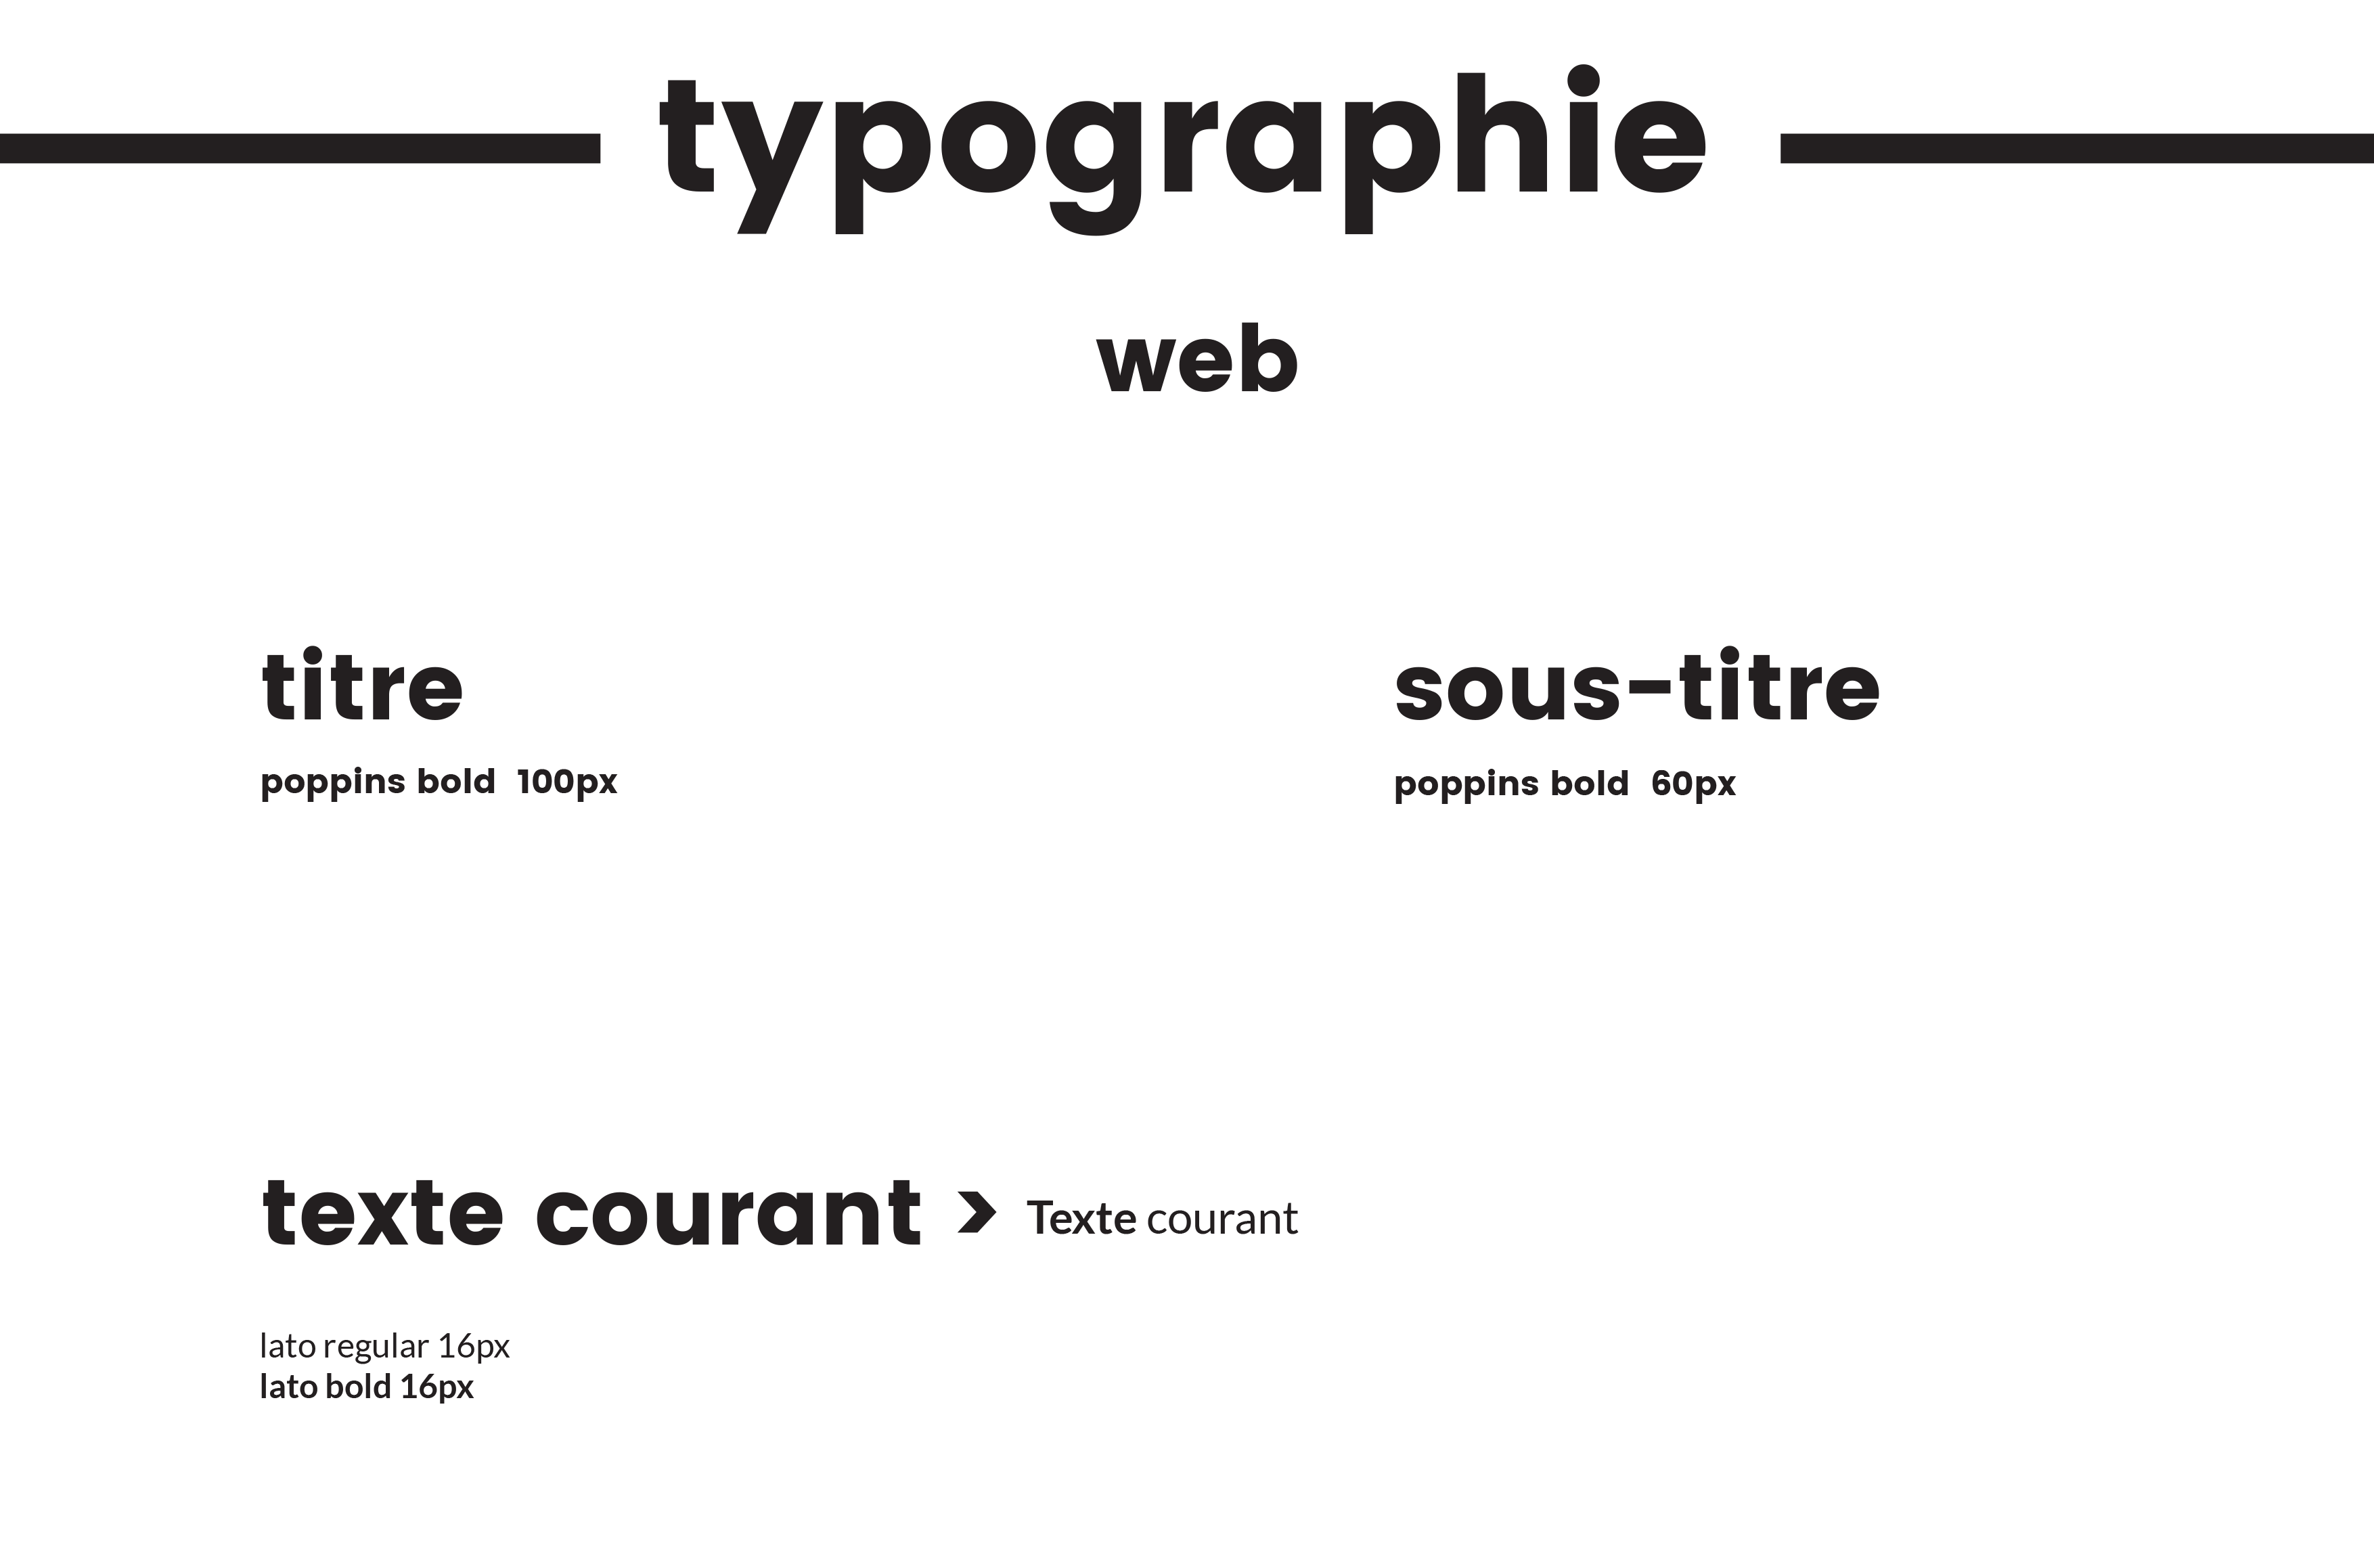 typographie
web
titre
sous-titre
poppins bold 100px
poppins bold 60px
texte courant > Texte courant
lato regular 16px
lato bold 16px